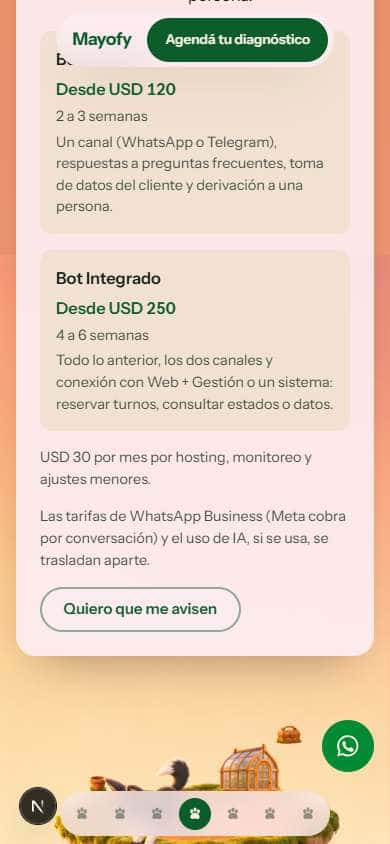 persona.
Mayofy
Agendá tu diagnóstico
Desde USD 120
2 a 3 semanas
Un canal (WhatsApp o Telegram),
respuestas a preguntas frecuentes, toma
de datos del cliente y derivación a una
persona.
Bot Integrado
Desde USD 250
4 a 6 semanas
Todo lo anterior, los dos canales y
conexión con Web + Gestión o un sistema:
reservar turnos, consultar estados o datos.
USD 30 por mes por hosting, monitoreo y
ajustes menores.
Las tarifas de WhatsApp Business (Meta cobra
por conversación) y el uso de IA, si se usa, se
trasladan aparte.
Quiero que me avisen
N